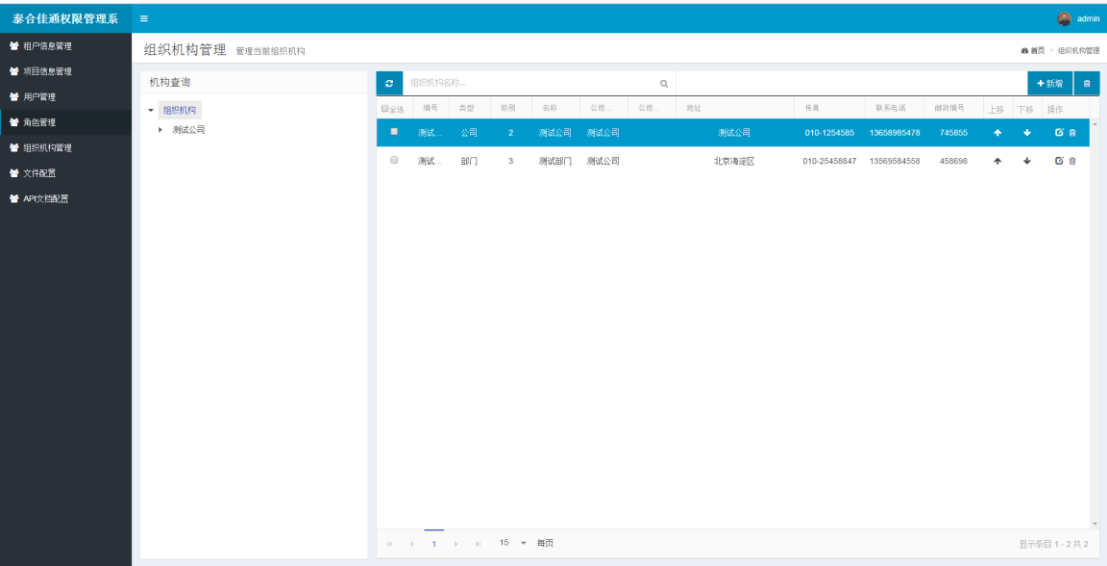 泰合佳通权限管理系
admin
租户信息管理
项目信息管理
用户管理
角色管理
组织机构管理
文件配置
API文档配置
组织机构管理 管理当前组织机构
首页 > 组织机构管理
机构查询
组织机构
测试公司
组织机构名称...
新增
全选 编号 类型 级别 名称 公司... 公司... 地址 传真 联系电话 邮政编号 上移 下移 操作
测试... 公司 2 测试公司 测试公司 测试公司 010-1254585 13658985478 745855
测试... 部门 3 测试部门 测试公司 北京海淀区 010-25458847 13569584558 458698
1 15 每页
显示条目 1 - 2 共 2